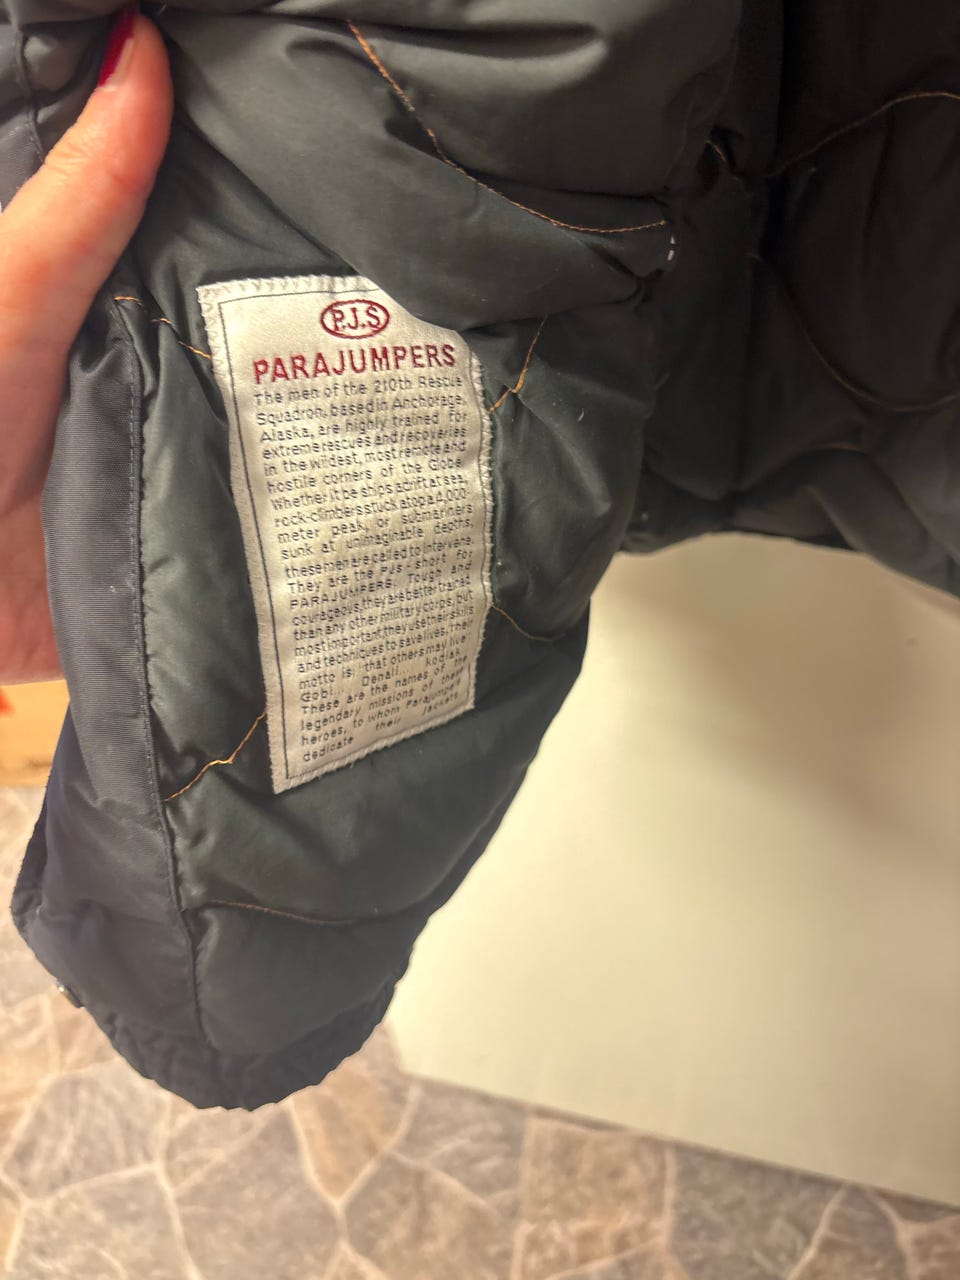 P.J.S
PARAJUMPERS
The men of the 210th Rescue
Squadron, based in Anchorage,
Alaska, are highly trained for
extreme rescues and recoveries
in the wildest, most remote and
hostile corners of the Globe.
Whether it be ships adrift at sea,
rock-climbers stuck atop a 4,000-
meter peak, or submariners
sunk at unimaginable depths,
these men are called to intervene.
They are the PJs - short for
PARAJUMPERS. Tough and
courageous, they are better trained
than any other military corps, but
most important, they use their skills
and techniques to save lives. Their
motto is: that others may live
Gobi... Denali... Kodiak
These are the names of the
legendary missions of these
heroes, to whom Parajumpers
dedicate their jackets